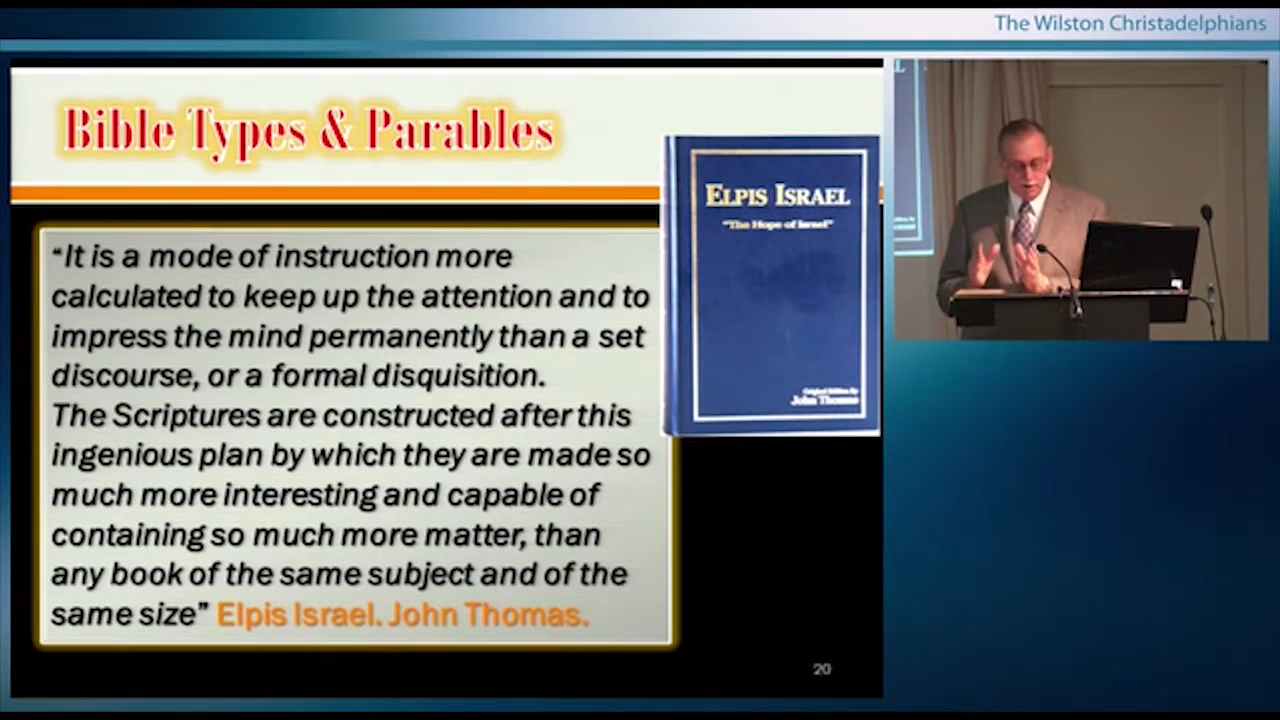 The Wilston Christadelphians
Bible Types & Parables
“It is a mode of instruction more
calculated to keep up the attention and to
impress the mind permanently than a set
discourse, or a formal disquisition.
The Scriptures are constructed after this
ingenious plan by which they are made so
much more interesting and capable of
containing so much more matter, than
any book of the same subject and of the
same size” Elpis Israel. John Thomas.
ELPIS ISRAEL
"The Hope of Israel"
Original Edition By
John Thomas
20